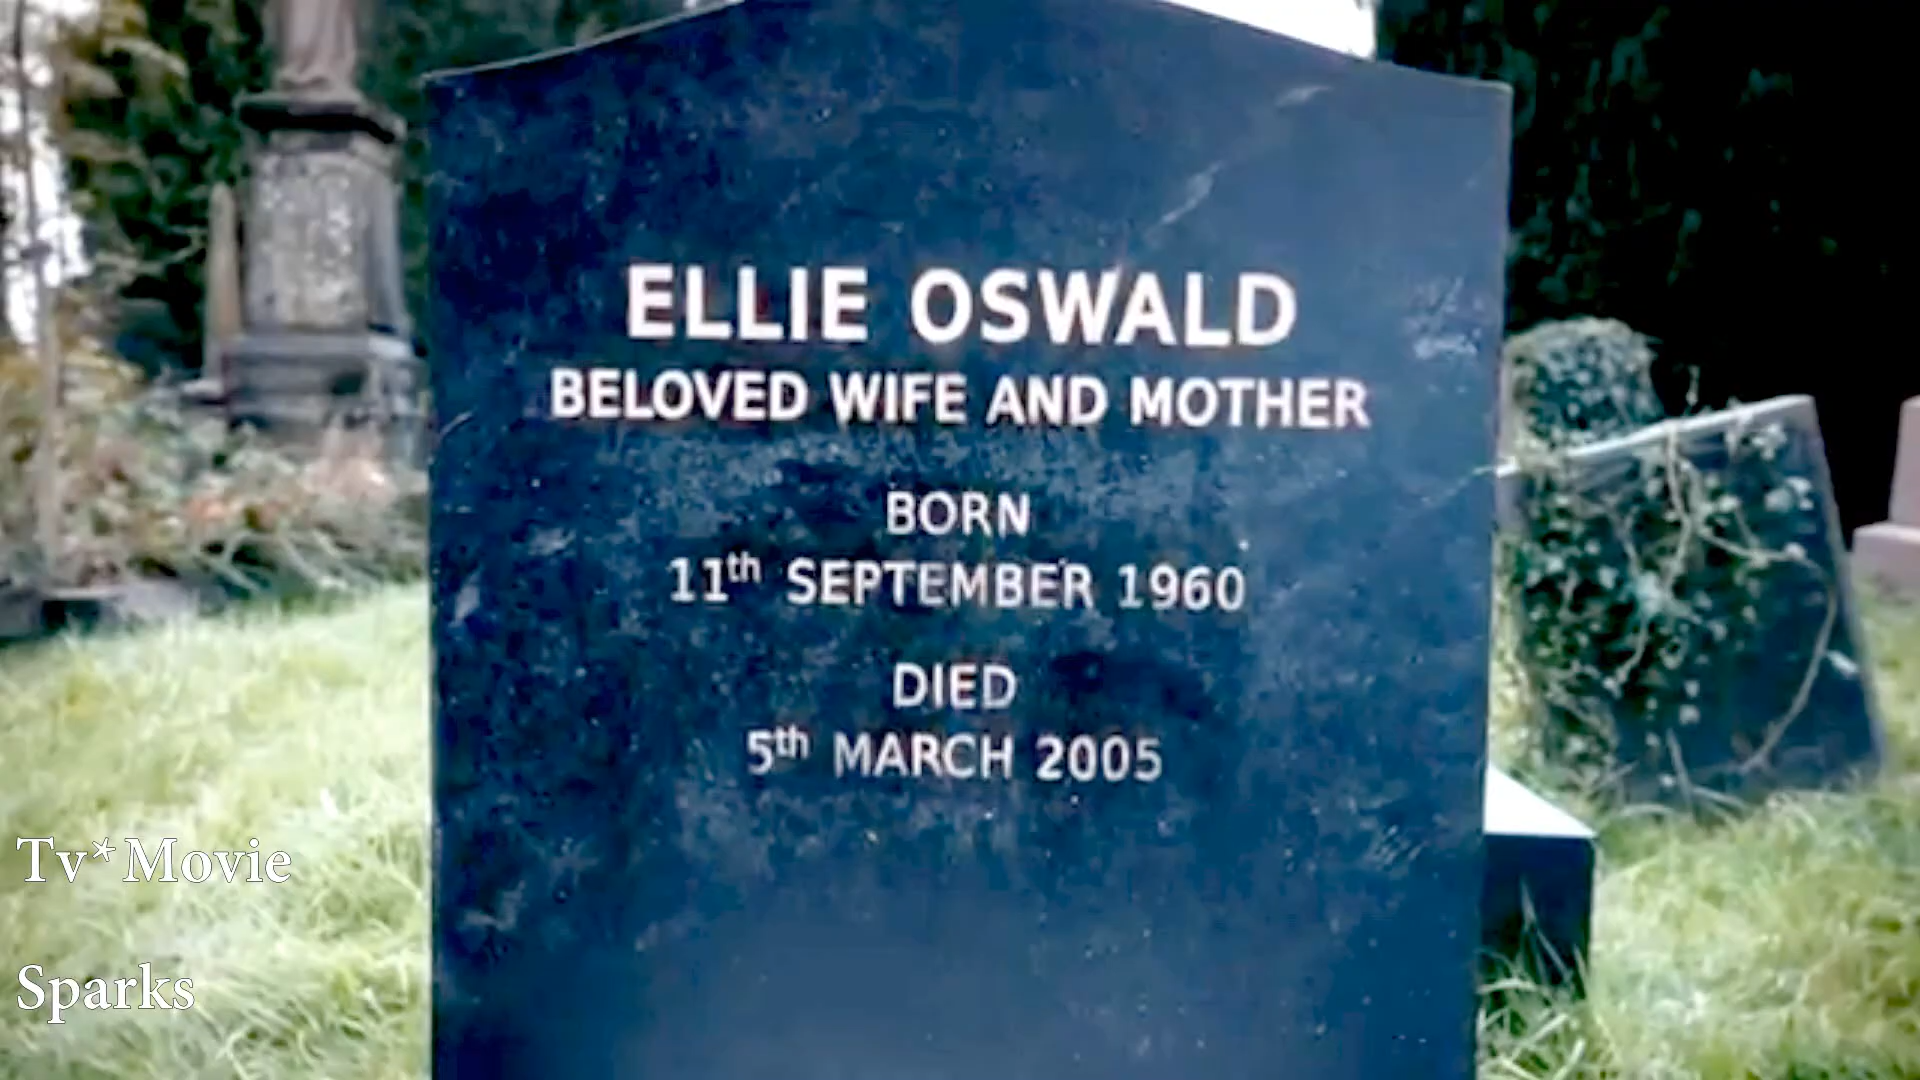 ELLIE OSWALD
BELOVED WIFE AND MOTHER
BORN
11th SEPTEMBER 1960
DIED
5th MARCH 2005
Tv*Movie
Sparks